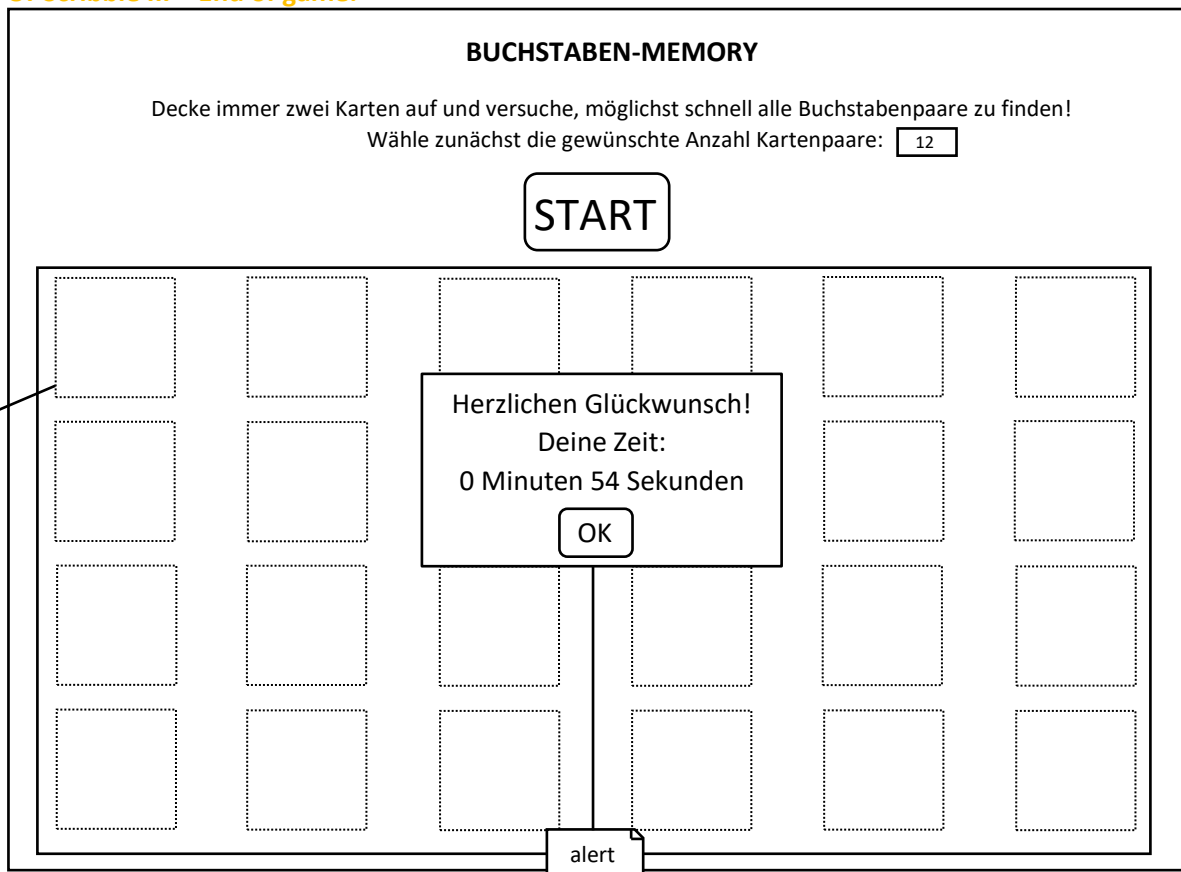 BUCHSTABEN-MEMORY
Decke immer zwei Karten auf und versuche, möglichst schnell alle Buchstabenpaare zu finden!
Wähle zunächst die gewünschte Anzahl Kartenpaare: 12
START
Herzlichen Glückwunsch!
Deine Zeit:
0 Minuten 54 Sekunden
OK
alert